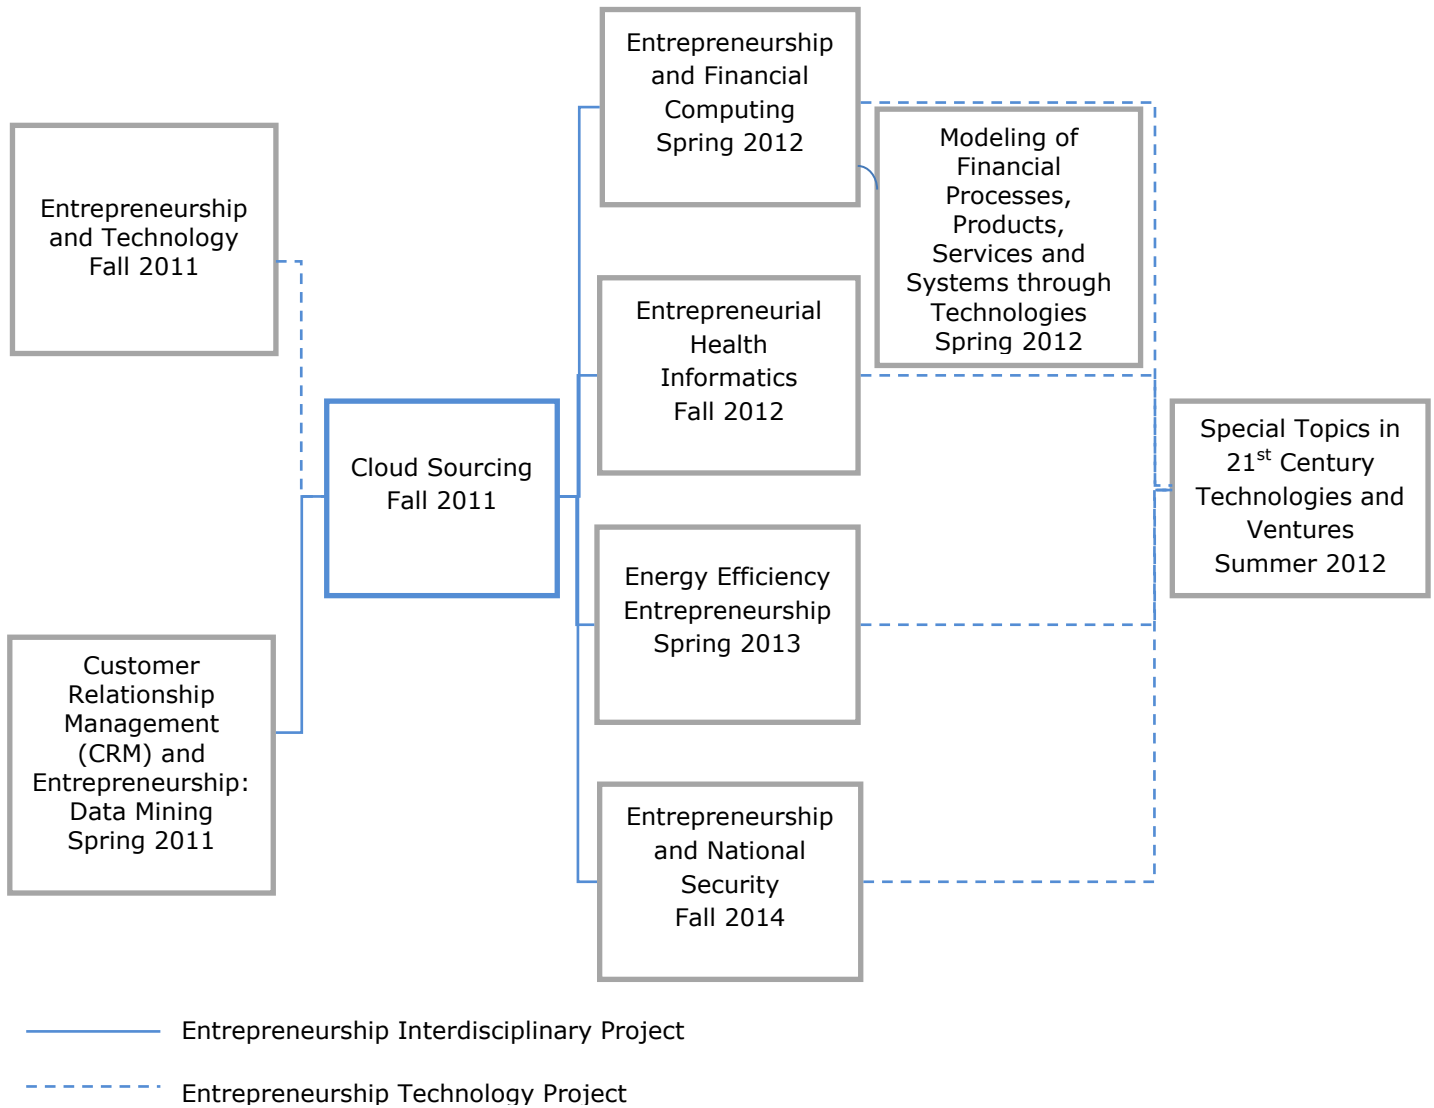 Entrepreneurship
and Technology
Fall 2011
Customer
Relationship
Management
(CRM) and
Entrepreneurship:
Data Mining
Spring 2011
Cloud Sourcing
Fall 2011
Entrepreneurship
and Financial
Computing
Spring 2012
Modeling of
Financial
Processes,
Products,
Services and
Systems through
Technologies
Spring 2012
Entrepreneurial
Health
Informatics
Fall 2012
Energy Efficiency
Entrepreneurship
Spring 2013
Entrepreneurship
and National
Security
Fall 2014
Special Topics in
21st Century
Technologies and
Ventures
Summer 2012
Entrepreneurship Interdisciplinary Project
Entrepreneurship Technology Project